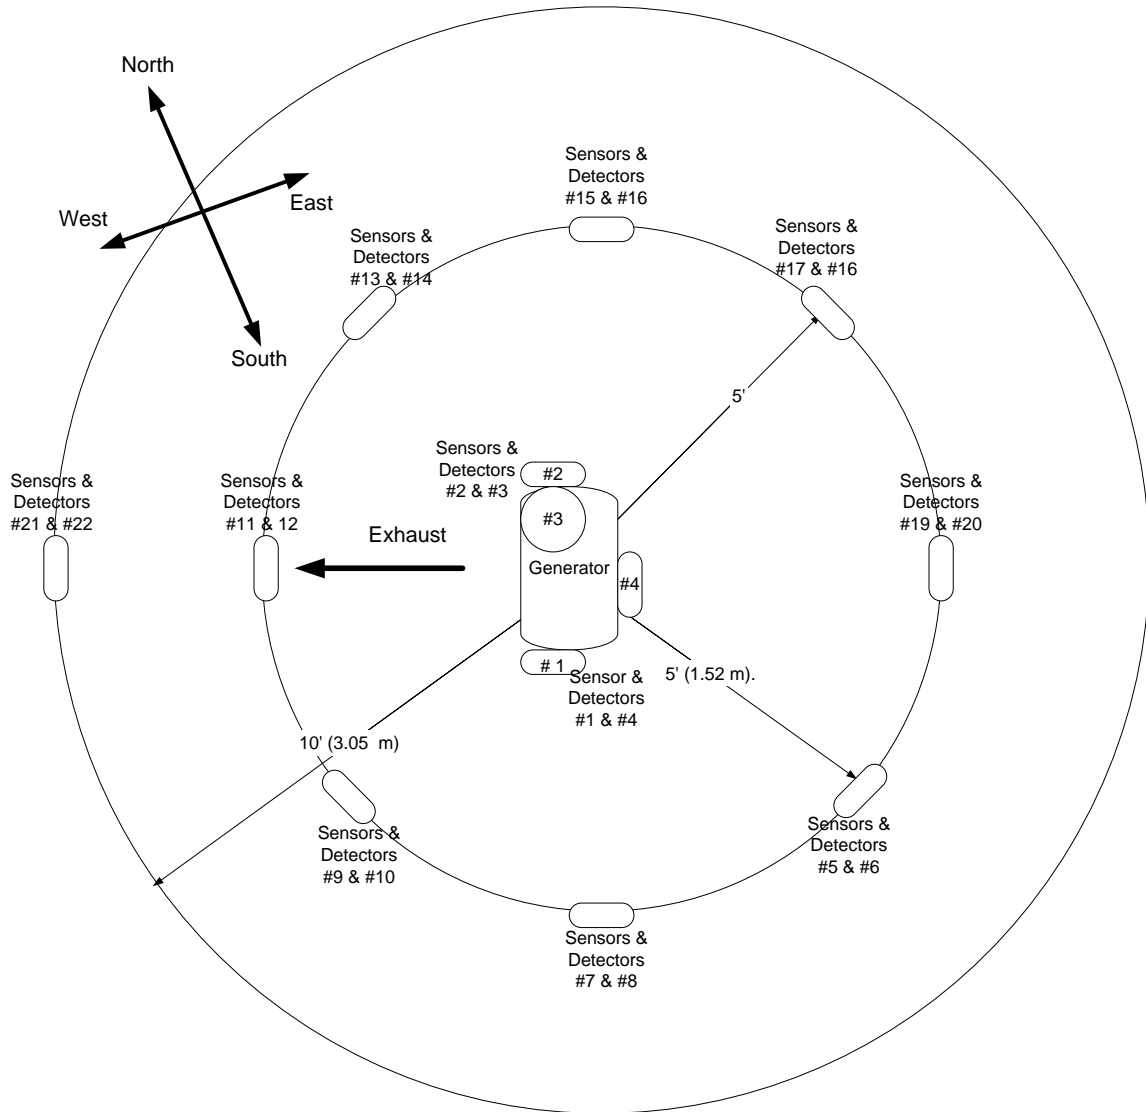 North
West
East
South
Sensors &
Detectors
#15 & #16
Sensors &
Detectors
#13 & #14
Sensors &
Detectors
#17 & #16
5'
Sensors &
Detectors
#2 & #3
#2
#3
Generator
#4
# 1
Sensors &
Detectors
#21 & #22
Sensors &
Detectors
#11 & 12
Exhaust
Sensors &
Detectors
#19 & #20
Sensor &
Detectors
#1 & #4
5' (1.52 m).
10' (3.05 m)
Sensors &
Detectors
#9 & #10
Sensors &
Detectors
#5 & #6
Sensors &
Detectors
#7 & #8